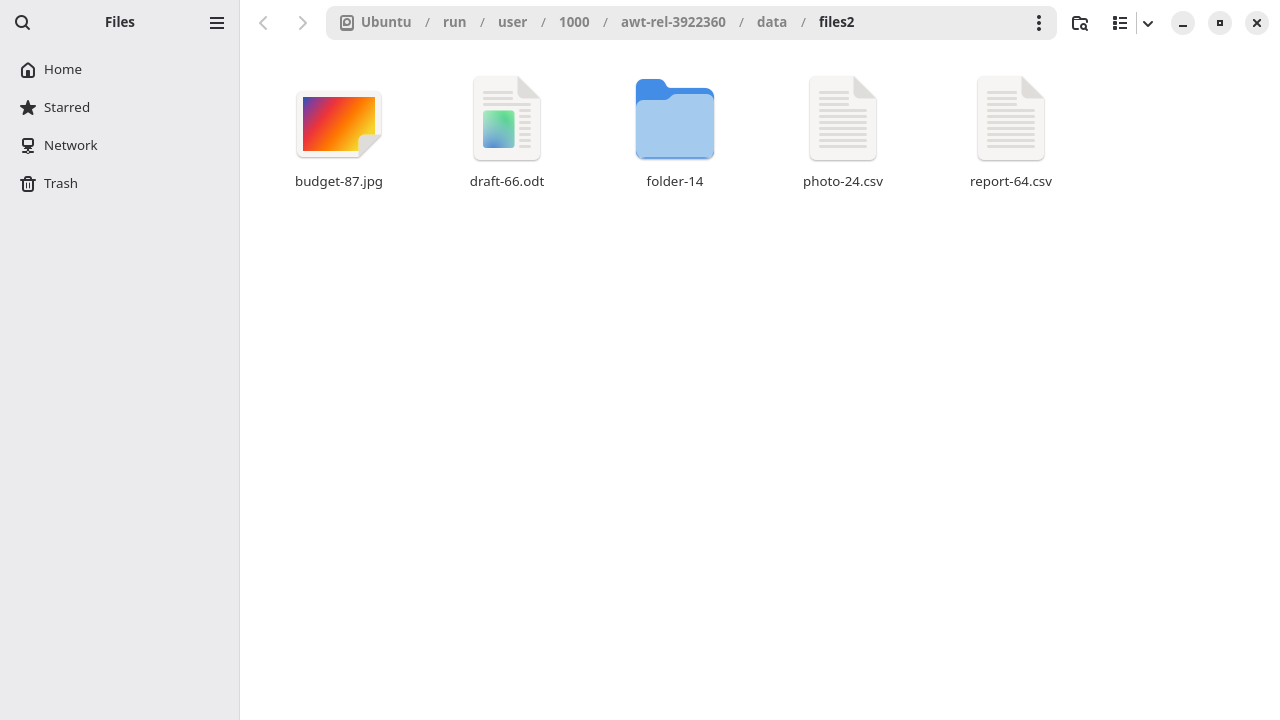 Files
Ubuntu / run / user / 1000 / awt-rel-3922360 / data / files2
Home
Starred
Network
Trash
budget-87.jpg
draft-66.odt
folder-14
photo-24.csv
report-64.csv